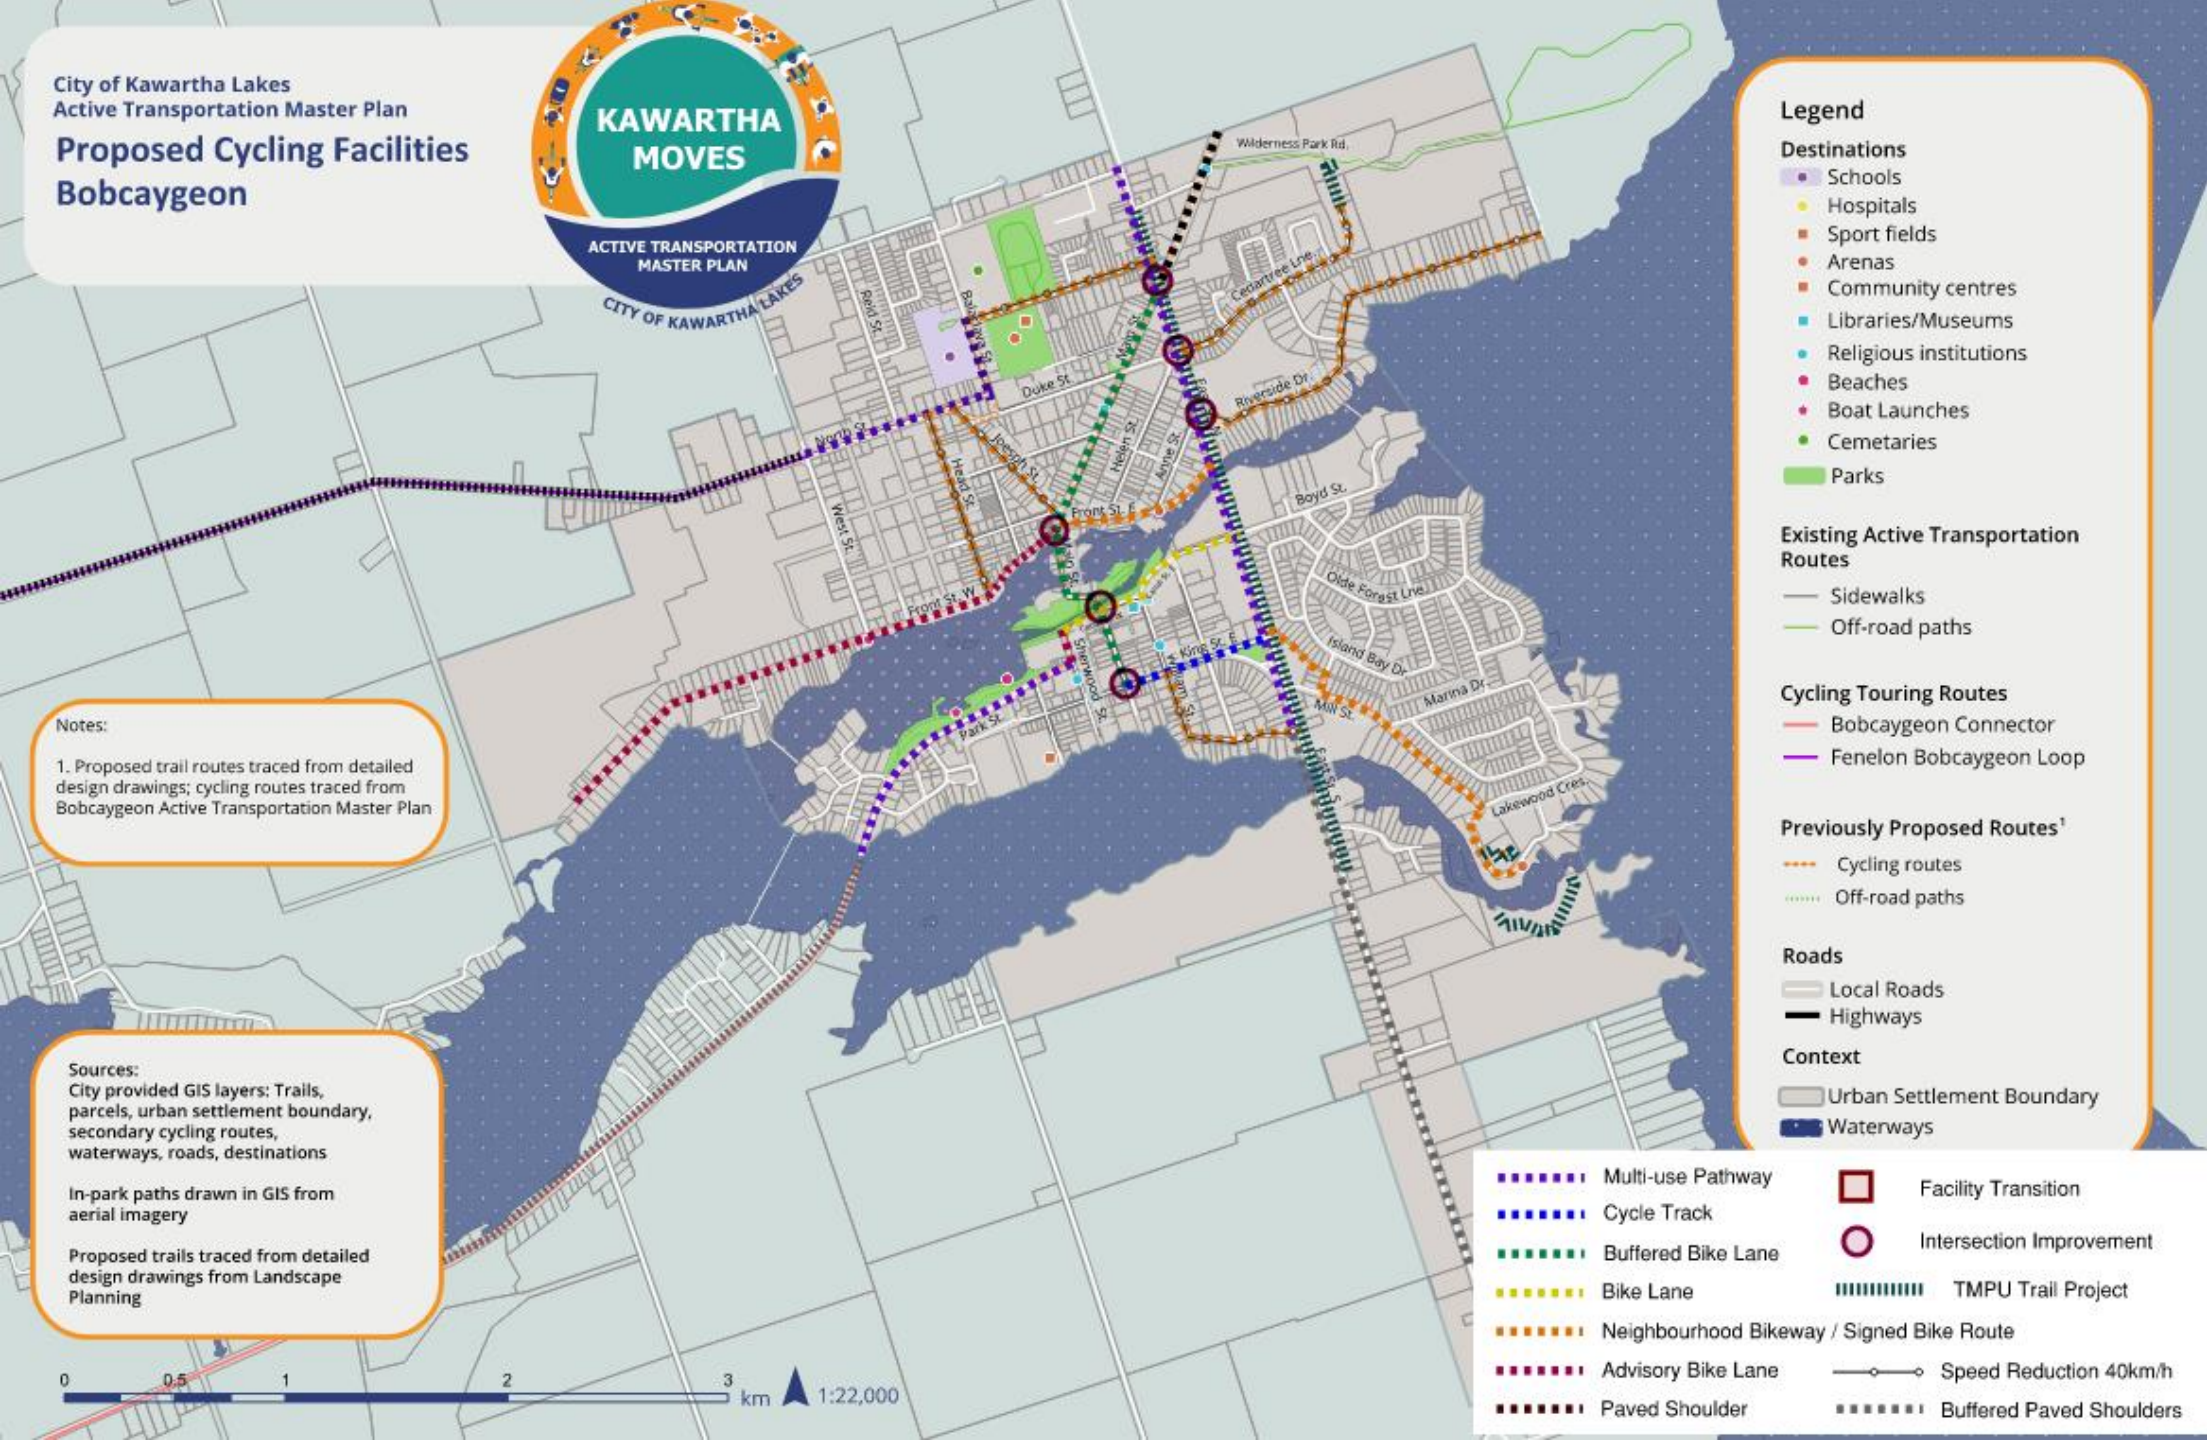 City of Kawartha Lakes
Active Transportation Master Plan
Proposed Cycling Facilities
Bobcaygeon
KAWARTHA
MOVES
ACTIVE TRANSPORTATION
MASTER PLAN
CITY OF KAWARTHA LAKES
Wilderness Park Rd.
Cedartree Lne.
Reid St.
Balaclava St.
Main St.
Duke St.
Riverside Dr.
North St.
Joesph St.
Helen St.
Anne St.
Head St.
Boyd St.
West St.
Front St. E
Main St.
Olde Forest Lne.
Front St. W
King St. E
Island Bay Dr.
Sherwood St.
William St.
Marina Dr.
Mill St.
Park St.
East St. S
Lakewood Cres.
Notes:
1. Proposed trail routes traced from detailed
design drawings; cycling routes traced from
Bobcaygeon Active Transportation Master Plan
Sources:
City provided GIS layers: Trails,
parcels, urban settlement boundary,
secondary cycling routes,
waterways, roads, destinations
In-park paths drawn in GIS from
aerial imagery
Proposed trails traced from detailed
design drawings from Landscape
Planning
0 0.5 1 2 3
km 1:22,000
Legend
Destinations
Schools
Hospitals
Sport fields
Arenas
Community centres
Libraries/Museums
Religious institutions
Beaches
Boat Launches
Cemetaries
Parks
Existing Active Transportation
Routes
Sidewalks
Off-road paths
Cycling Touring Routes
Bobcaygeon Connector
Fenelon Bobcaygeon Loop
Previously Proposed Routes¹
Cycling routes
Off-road paths
Roads
Local Roads
Highways
Context
Urban Settlement Boundary
Waterways
Multi-use Pathway
Cycle Track
Buffered Bike Lane
Bike Lane
Neighbourhood Bikeway / Signed Bike Route
Advisory Bike Lane
Paved Shoulder
Facility Transition
Intersection Improvement
TMPU Trail Project
Speed Reduction 40km/h
Buffered Paved Shoulders